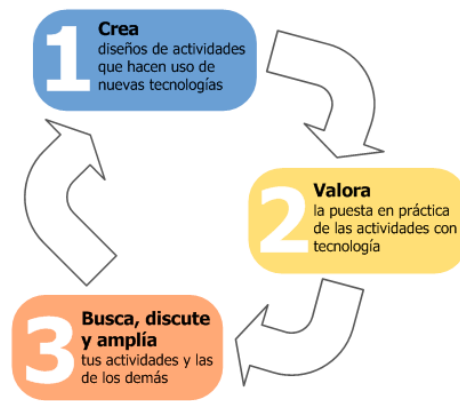 1
Crea
diseños de actividades
que hacen uso de
nuevas tecnologías
2
Valora
la puesta en práctica
de las actividades con
tecnología
3
Busca, discute
y amplía
tus actividades y las
de los demás